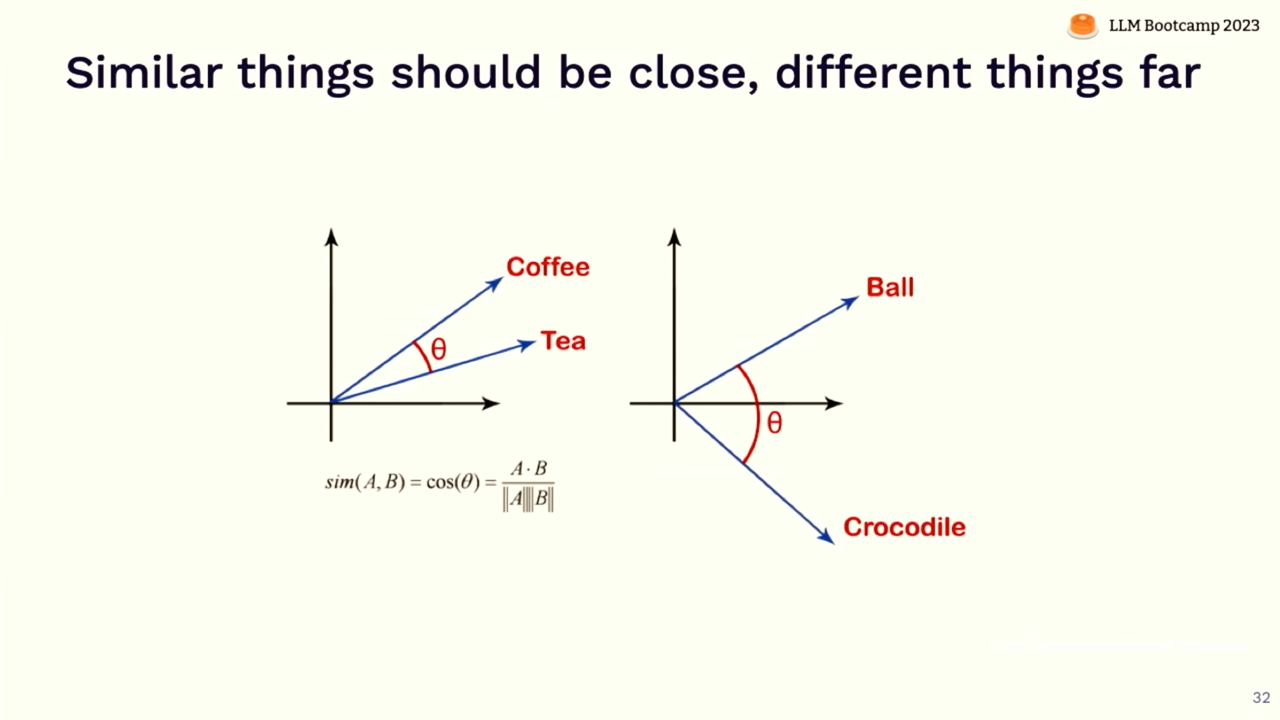 LLM Bootcamp 2023
Similar things should be close, different things far
Coffee
Tea
θ
sim(A, B) = cos(θ) = A · B / ‖A‖‖B‖
Ball
θ
Crocodile
32